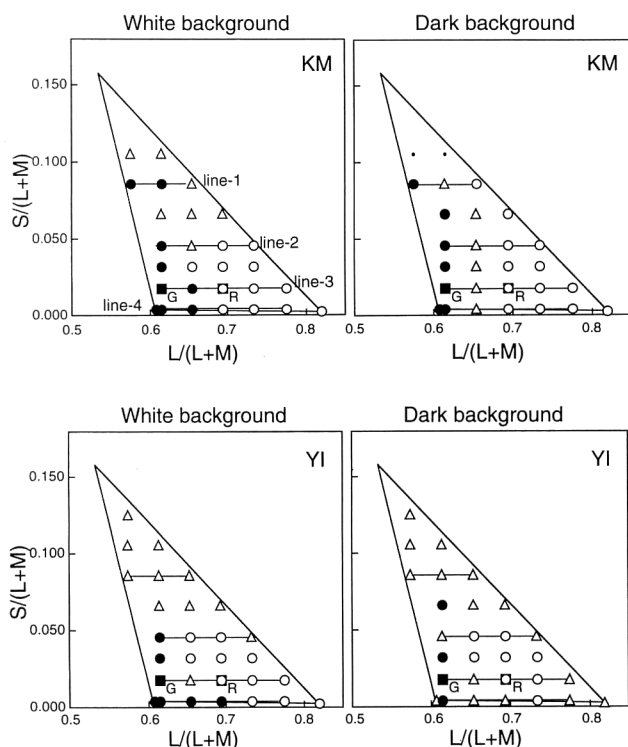 White background
Dark background
KM
KM
0.150
0.100
0.050
0.000
S/(L+M)
line-1
line-2
line-3
line-4
G
R
G
R
0.5
0.6
0.7
0.8
0.5
0.6
0.7
0.8
L/(L+M)
L/(L+M)
White background
Dark background
YI
YI
0.150
0.100
0.050
0.000
S/(L+M)
G
R
G
R
0.5
0.6
0.7
0.8
0.5
0.6
0.7
0.8
L/(L+M)
L/(L+M)